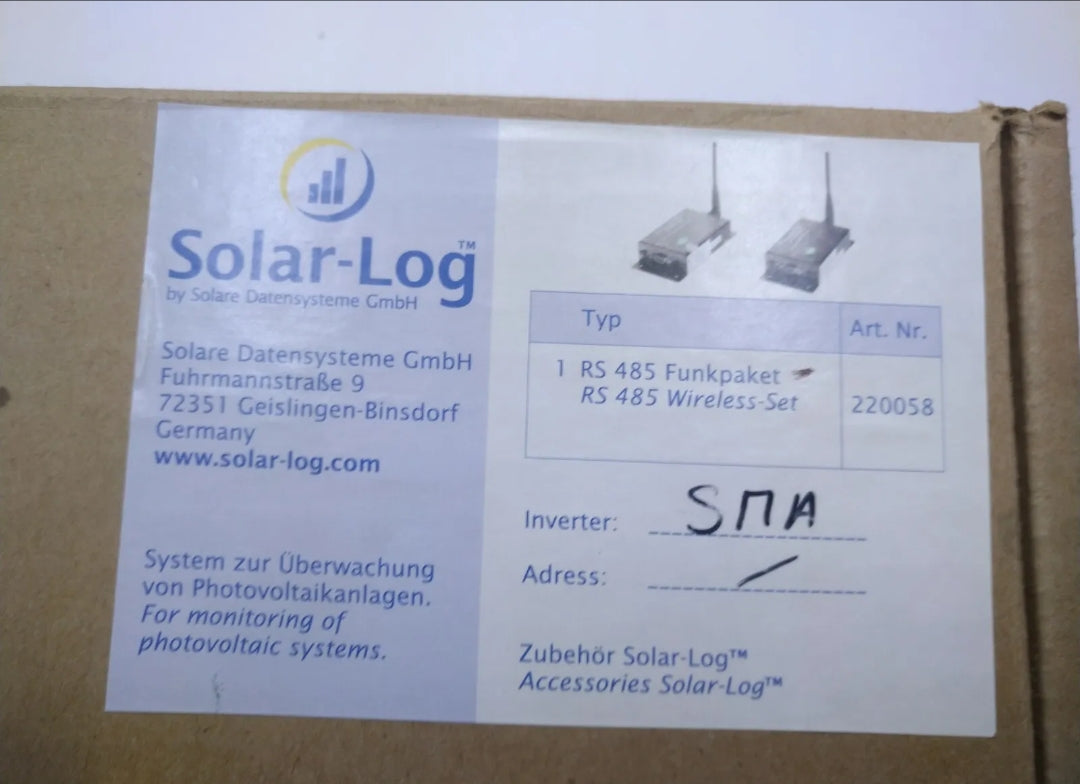 Solar-Log™
by Solare Datensysteme GmbH
Solare Datensysteme GmbH
Fuhrmannstraße 9
72351 Geislingen-Binsdorf
Germany
www.solar-log.com
System zur Überwachung
von Photovoltaikanlagen.
For monitoring of
photovoltaic systems.
Typ Art. Nr.
1 RS 485 Funkpaket
RS 485 Wireless-Set 220058
Inverter: SMA
Adress: /
Zubehör Solar-Log™
Accessories Solar-Log™